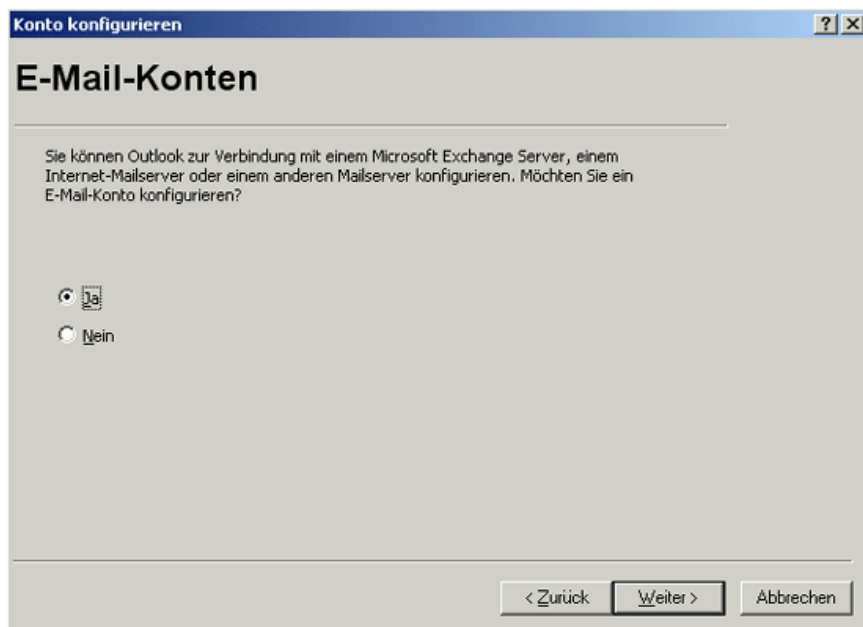 Konto konfigurieren
E-Mail-Konten
Sie können Outlook zur Verbindung mit einem Microsoft Exchange Server, einem
Internet-Mailserver oder einem anderen Mailserver konfigurieren. Möchten Sie ein
E-Mail-Konto konfigurieren?
Ja
Nein
< Zurück Weiter > Abbrechen